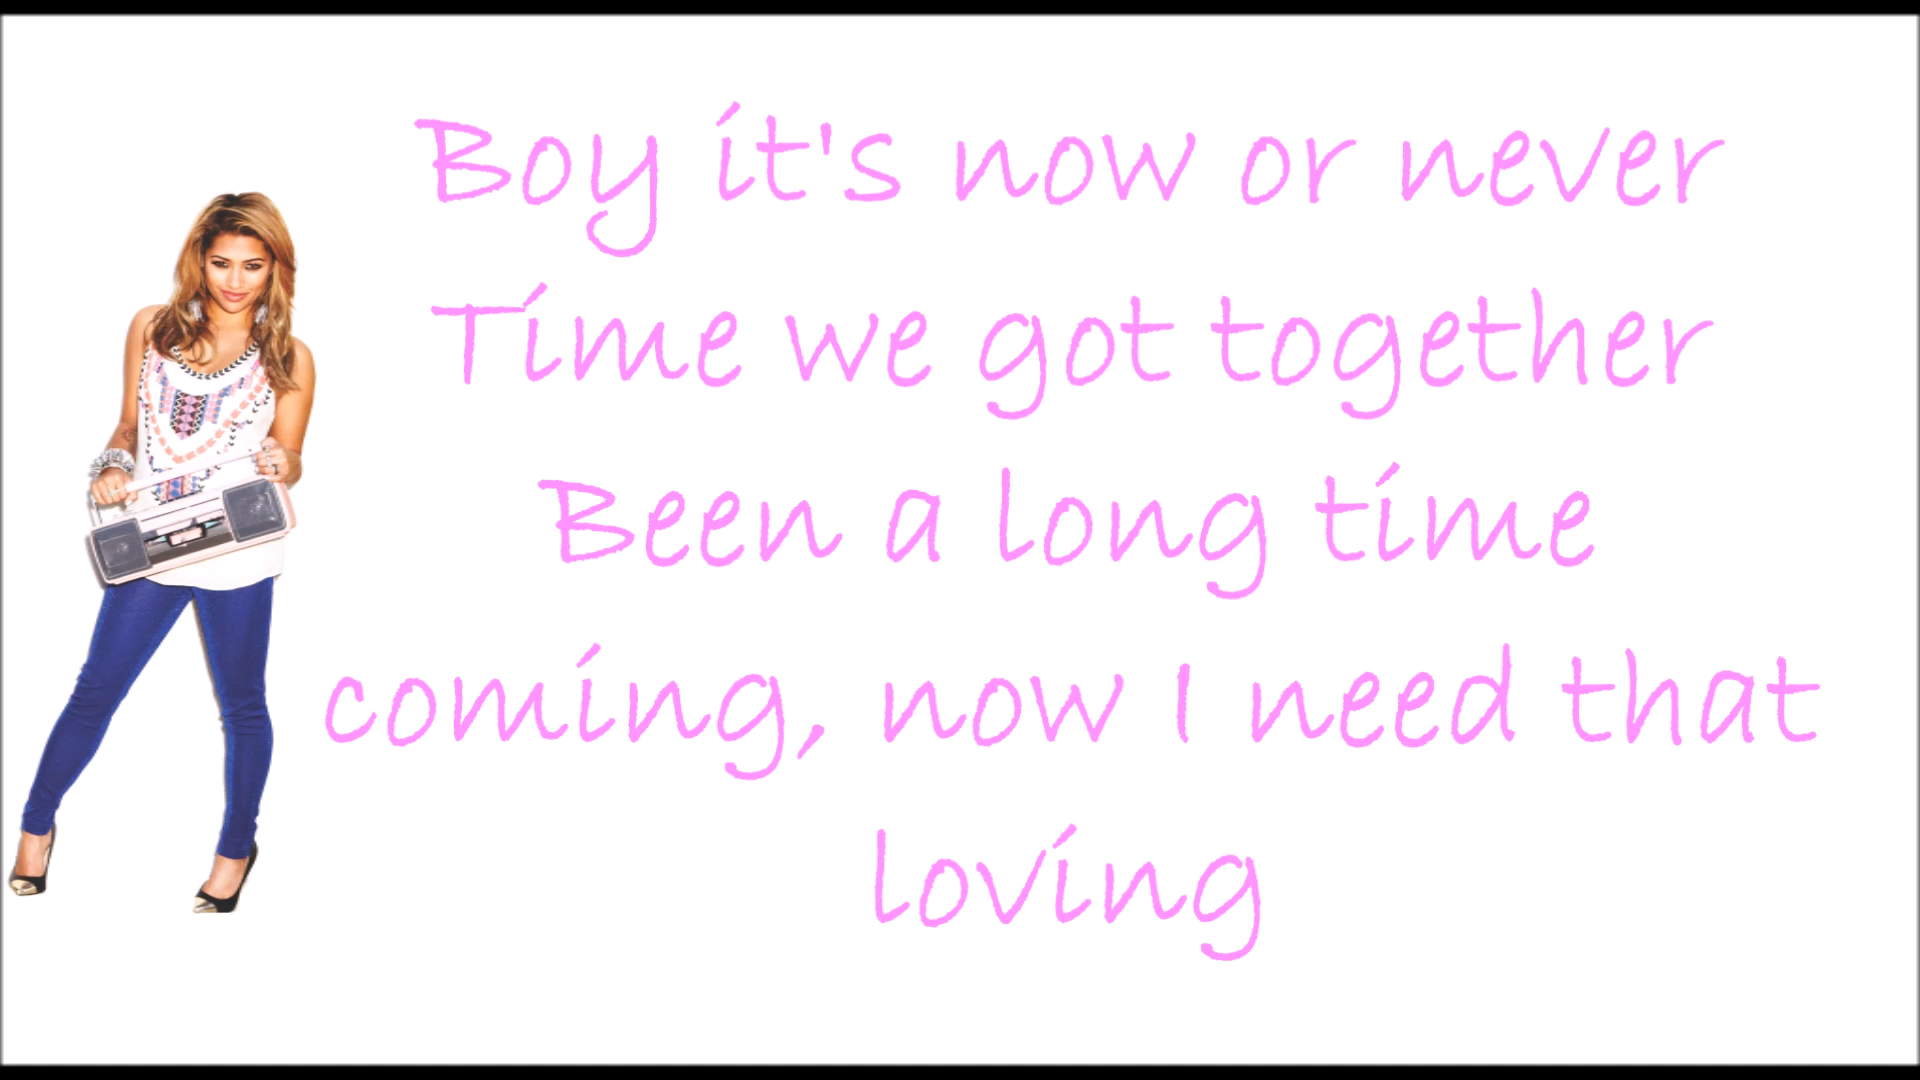 Boy it's now or never
Time we got together
Been a long time
coming, now I need that
loving